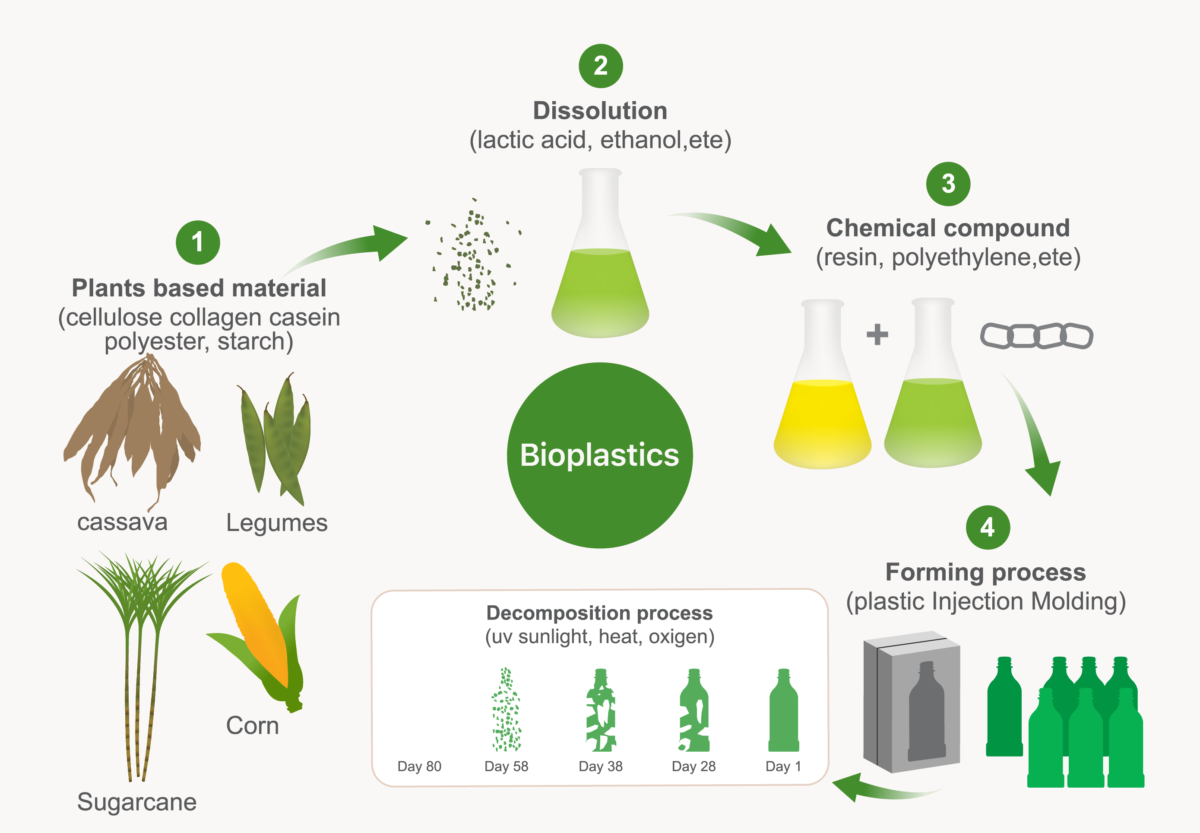 1
Plants based material
(cellulose collagen casein
polyester, starch)
cassava
Legumes
Sugarcane
Corn
2
Dissolution
(lactic acid, ethanol,ete)
3
Chemical compound
(resin, polyethylene,ete)
+
Bioplastics
4
Forming process
(plastic Injection Molding)
Decomposition process
(uv sunlight, heat, oxigen)
Day 80
Day 58
Day 38
Day 28
Day 1